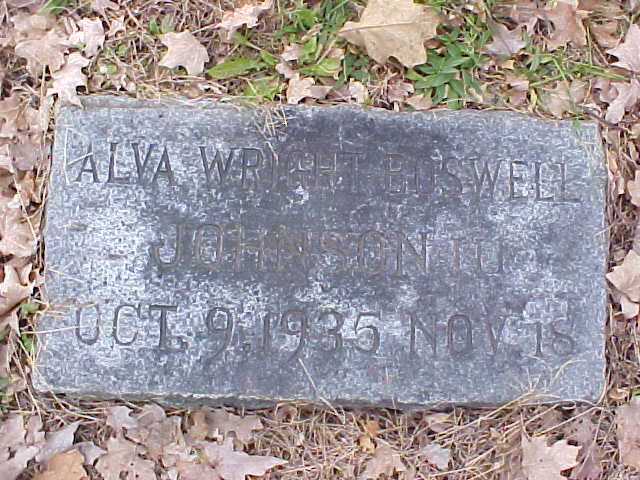 ALVA WRIGHT BOSWELL
JOHNSON
OCT. 9, 1935 NOV. 18